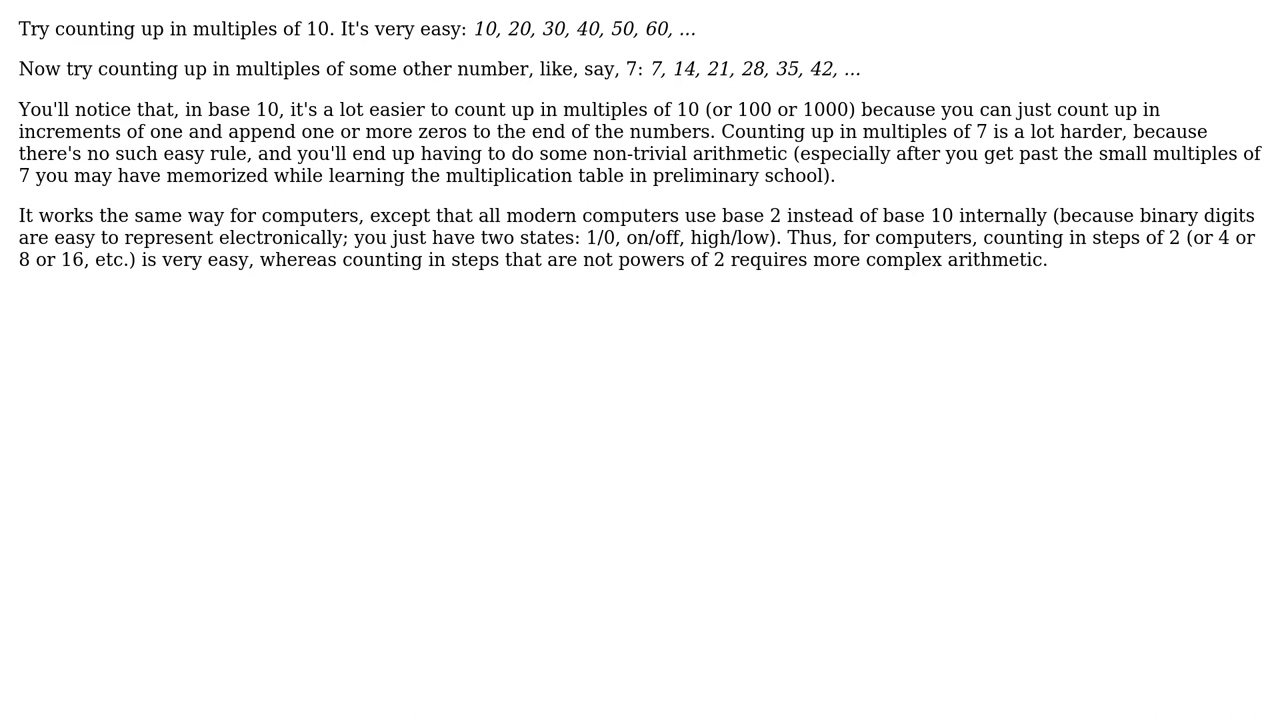 Try counting up in multiples of 10. It's very easy: 10, 20, 30, 40, 50, 60, ...
Now try counting up in multiples of some other number, like, say, 7: 7, 14, 21, 28, 35, 42, ...
You'll notice that, in base 10, it's a lot easier to count up in multiples of 10 (or 100 or 1000) because you can just count up in
increments of one and append one or more zeros to the end of the numbers. Counting up in multiples of 7 is a lot harder, because
there's no such easy rule, and you'll end up having to do some non-trivial arithmetic (especially after you get past the small multiples of
7 you may have memorized while learning the multiplication table in preliminary school).
It works the same way for computers, except that all modern computers use base 2 instead of base 10 internally (because binary digits
are easy to represent electronically; you just have two states: 1/0, on/off, high/low). Thus, for computers, counting in steps of 2 (or 4 or
8 or 16, etc.) is very easy, whereas counting in steps that are not powers of 2 requires more complex arithmetic.